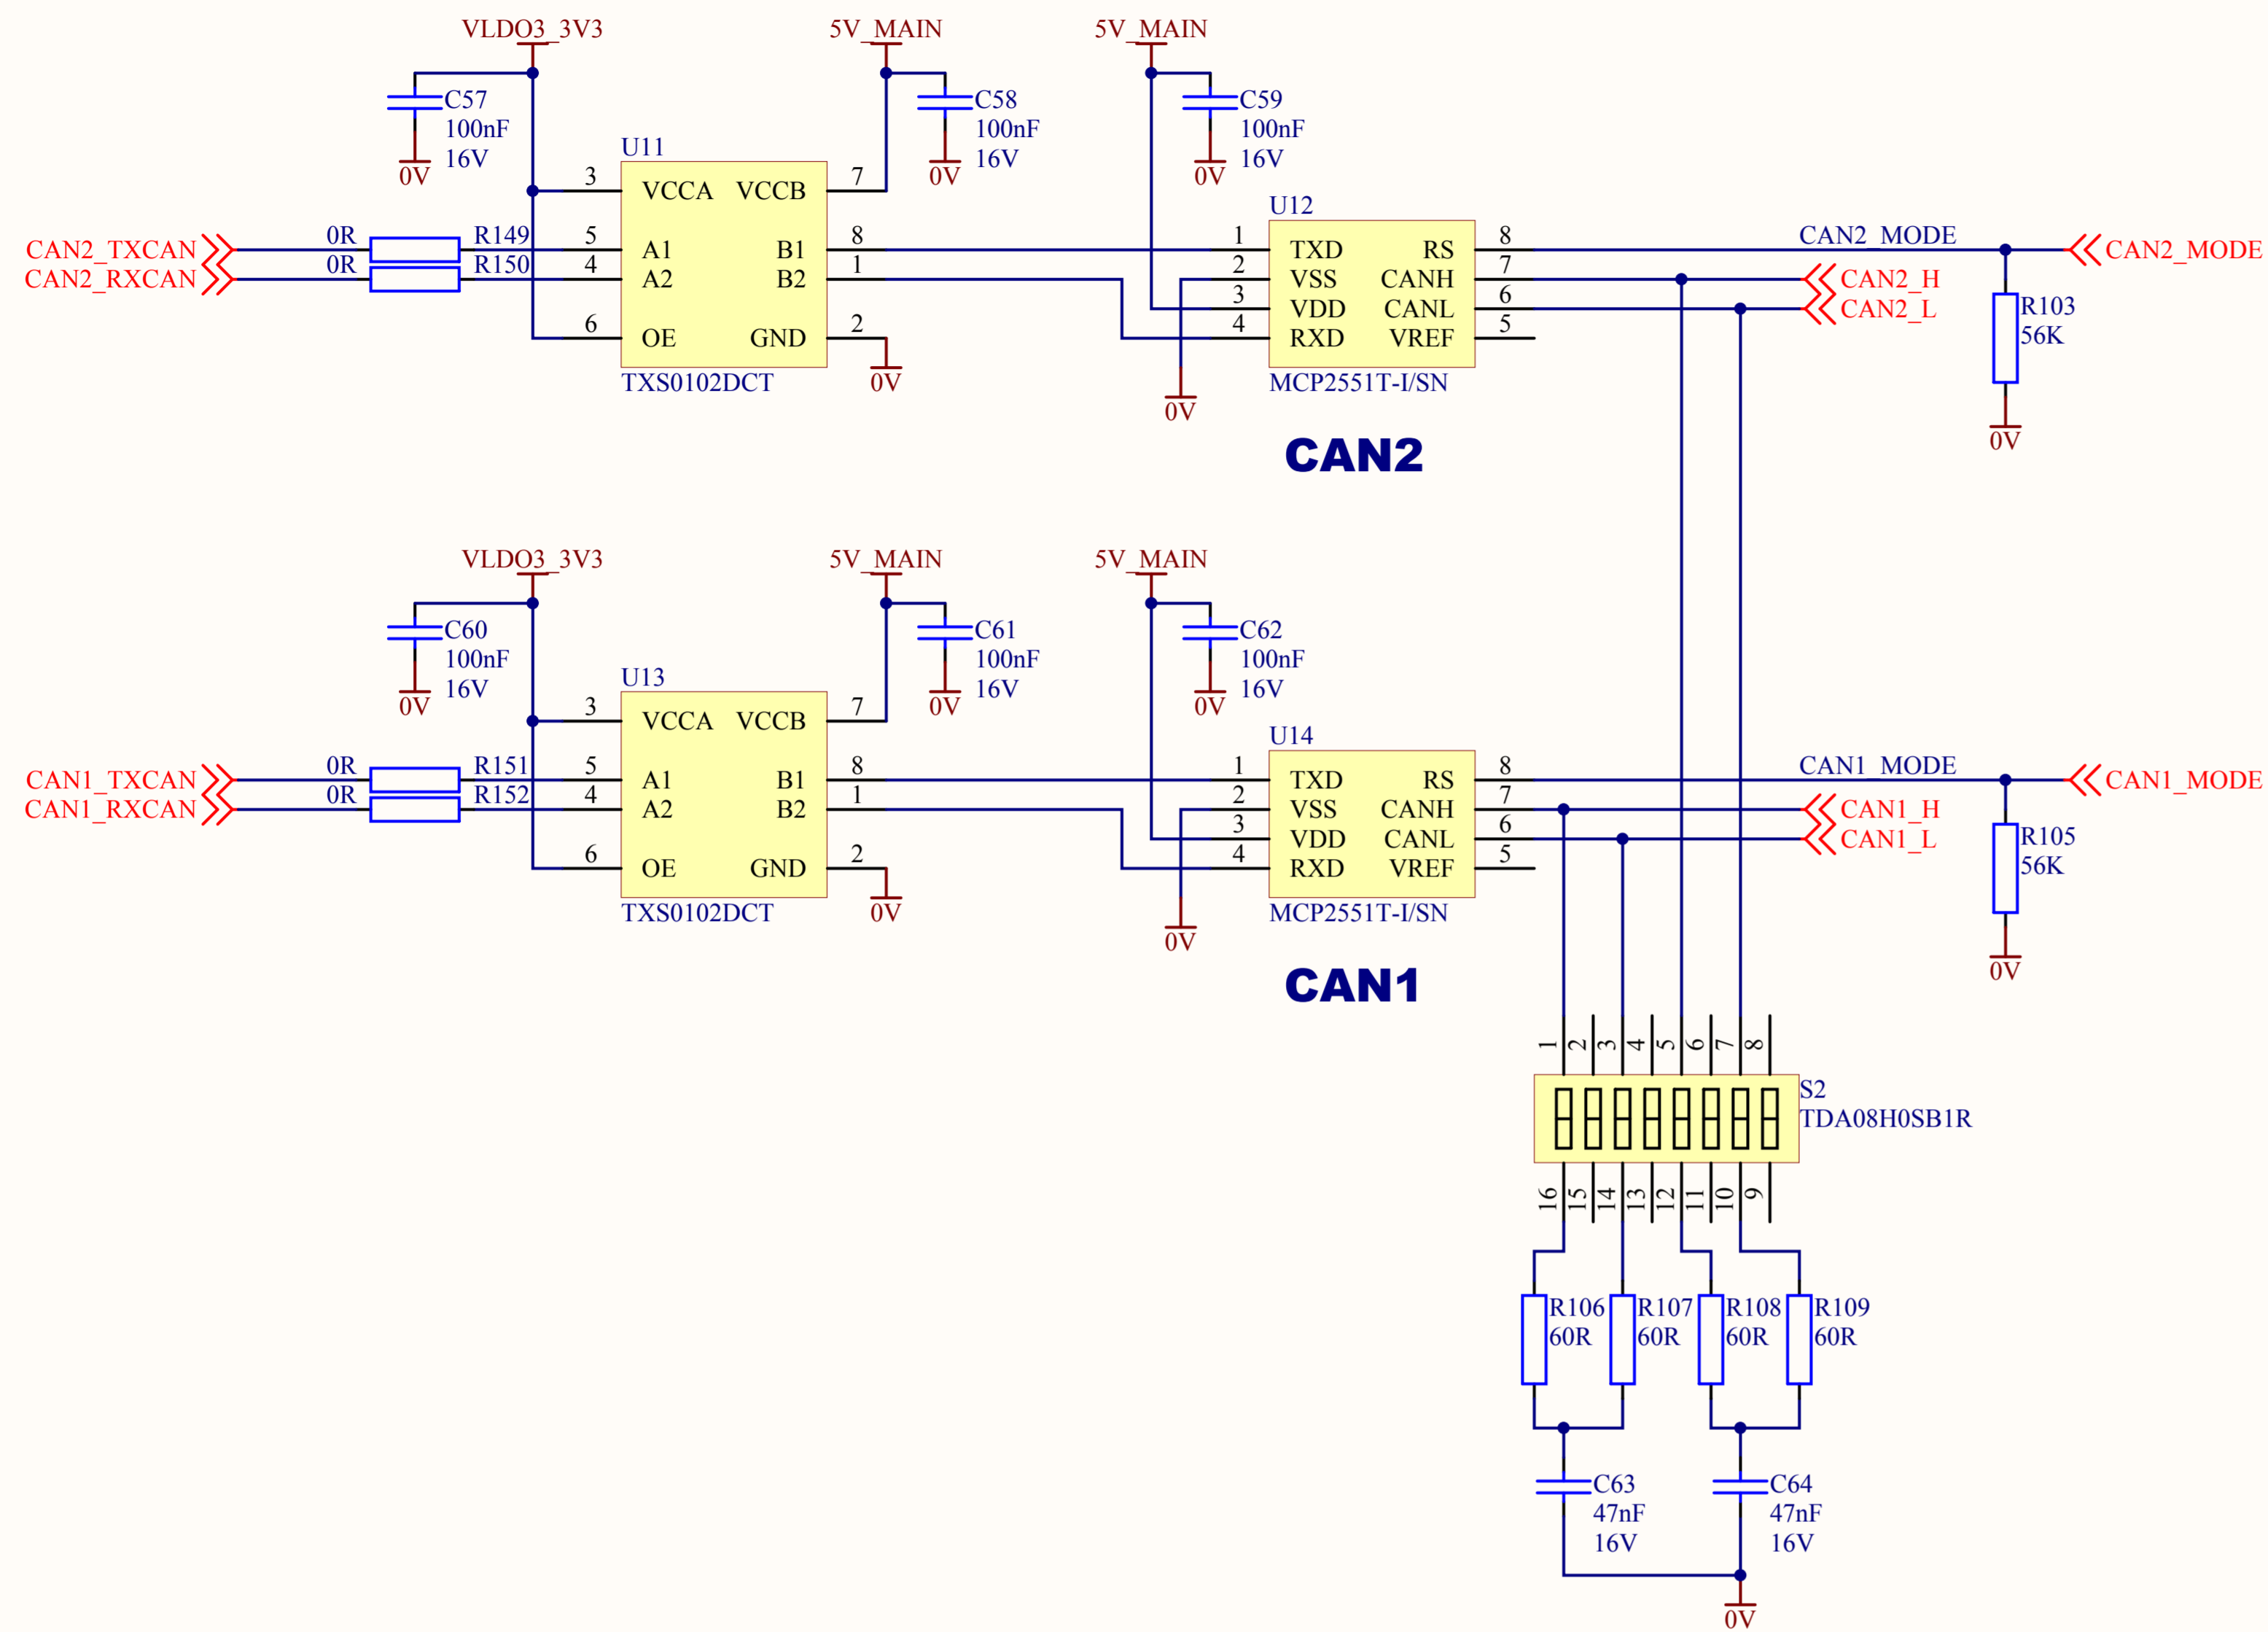 VLDO3_3V3
5V_MAIN
5V_MAIN
C57
100nF
16V
0V
C58
100nF
16V
0V
C59
100nF
16V
0V
U11
3 VCCA VCCB 7
5 A1 B1 8
4 A2 B2 1
6 OE GND 2
TXS0102DCT
0V
CAN2_TXCAN
0R R149
CAN2_RXCAN
0R R150
U12
1 TXD RS 8
2 VSS CANH 7
3 VDD CANL 6
4 RXD VREF 5
MCP2551T-I/SN
0V
CAN2_MODE
CAN2_MODE
CAN2_H
CAN2_L
R103
56K
0V
CAN2
VLDO3_3V3
5V_MAIN
5V_MAIN
C60
100nF
16V
0V
C61
100nF
16V
0V
C62
100nF
16V
0V
U13
3 VCCA VCCB 7
5 A1 B1 8
4 A2 B2 1
6 OE GND 2
TXS0102DCT
0V
CAN1_TXCAN
0R R151
CAN1_RXCAN
0R R152
U14
1 TXD RS 8
2 VSS CANH 7
3 VDD CANL 6
4 RXD VREF 5
MCP2551T-I/SN
0V
CAN1_MODE
CAN1_MODE
CAN1_H
CAN1_L
R105
56K
0V
CAN1
1 2 3 4 5 6 7 8
S2
TDA08H0SB1R
16 15 14 13 12 11 10 9
R106
60R
R107
60R
R108
60R
R109
60R
C63
47nF
16V
C64
47nF
16V
0V